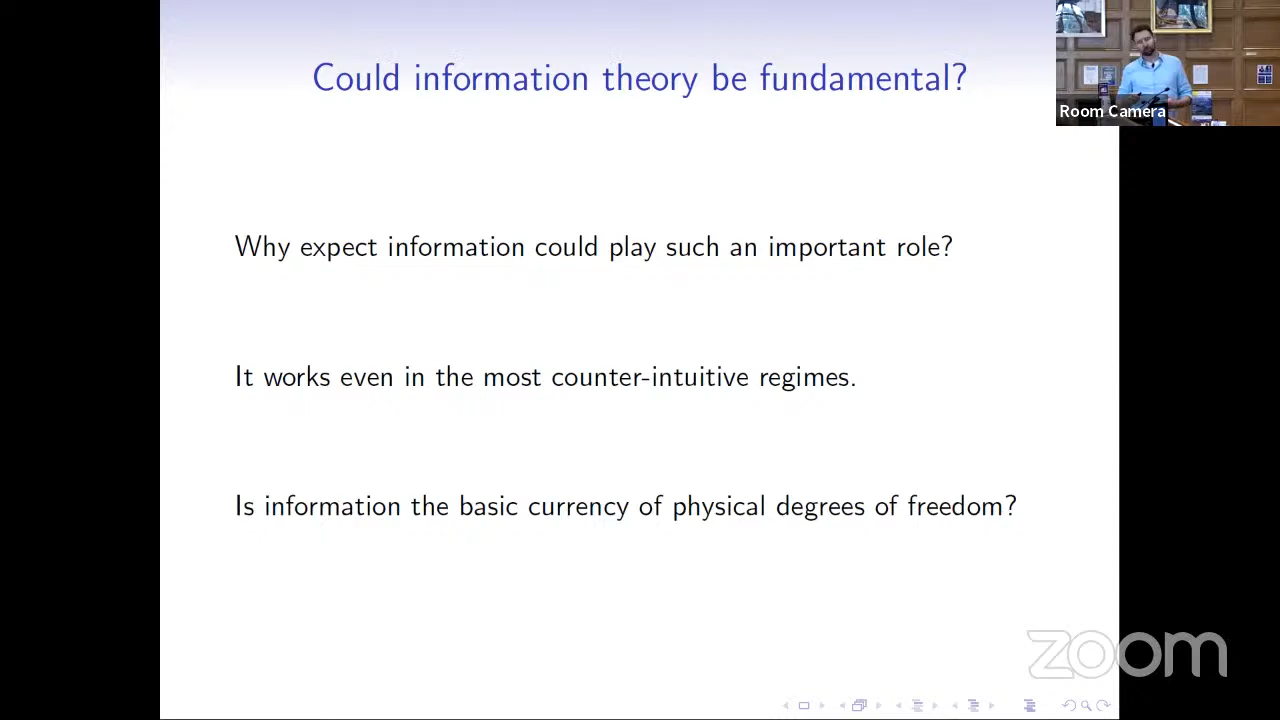 Could information theory be fundamental?
Room Camera
Why expect information could play such an important role?
It works even in the most counter-intuitive regimes.
Is information the basic currency of physical degrees of freedom?
zoom